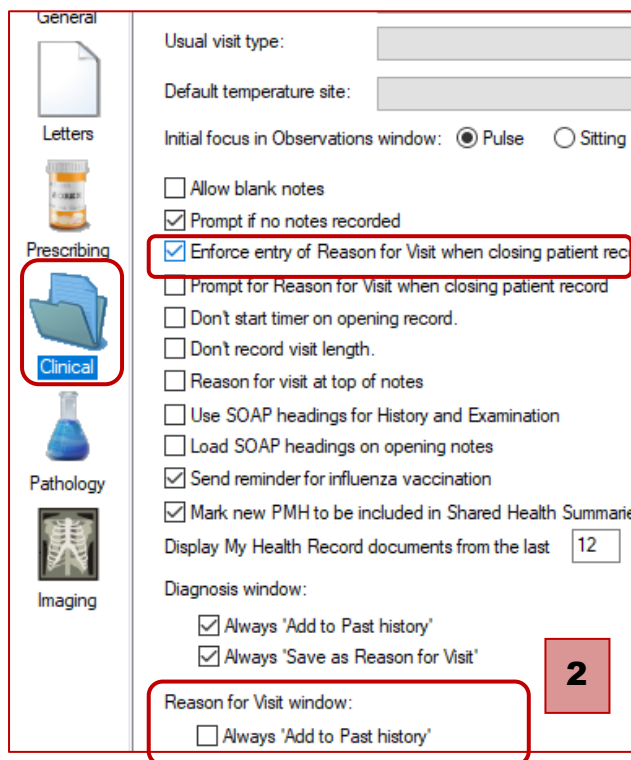 General
Letters
Prescribing
Clinical
Pathology
Imaging
Usual visit type:
Default temperature site:
Initial focus in Observations window: Pulse Sitting
Allow blank notes
Prompt if no notes recorded
Enforce entry of Reason for Visit when closing patient rec
Prompt for Reason for Visit when closing patient record
Don't start timer on opening record.
Don't record visit length.
Reason for visit at top of notes
Use SOAP headings for History and Examination
Load SOAP headings on opening notes
Send reminder for influenza vaccination
Mark new PMH to be included in Shared Health Summarie
Display My Health Record documents from the last 12
Diagnosis window:
Always 'Add to Past history'
Always 'Save as Reason for Visit'
2
Reason for Visit window:
Always 'Add to Past history'